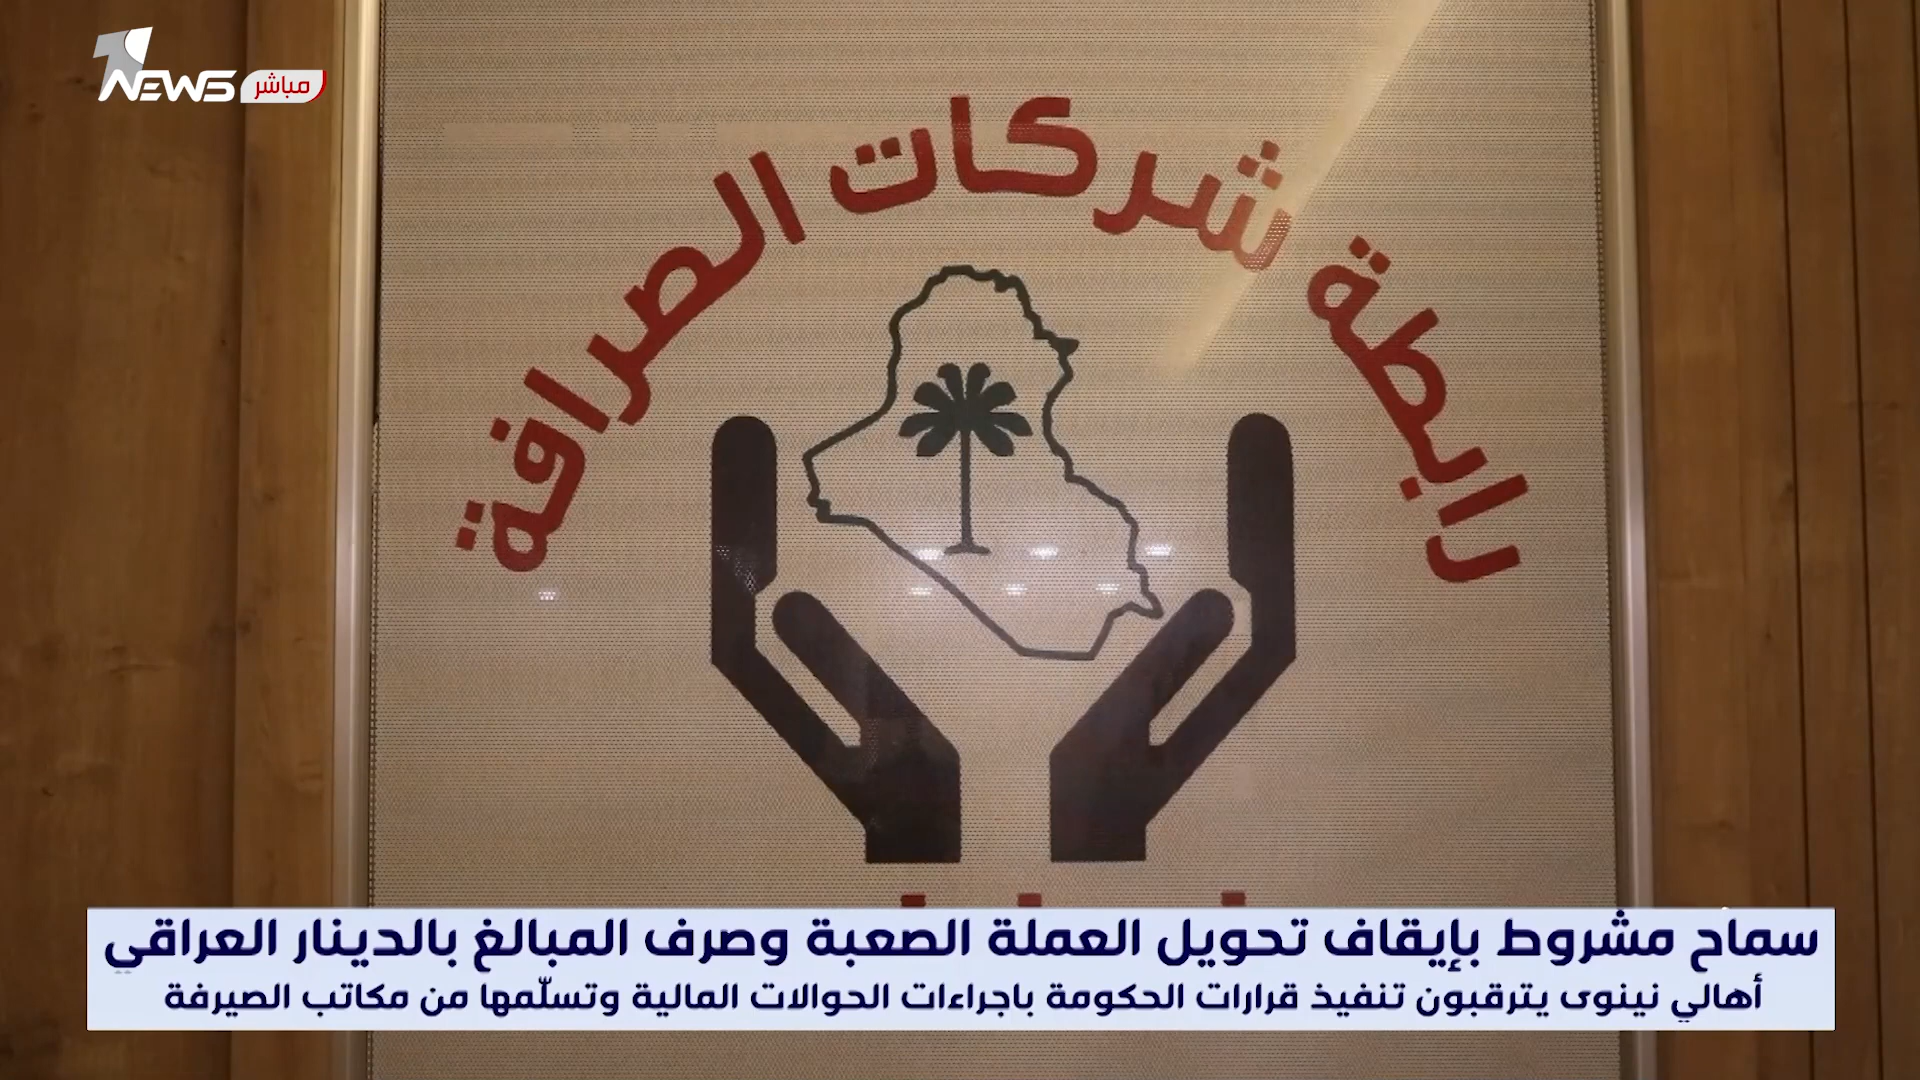 1NEWS مباشر
رابطة شركات الصرافة
سماح مشروط بإيقاف تحويل العملة الصعبة وصرف المبالغ بالدينار العراقي
أهالي نينوى يترقبون تنفيذ قرارات الحكومة باجراءات الحوالات المالية وتسلّمها من مكاتب الصيرفة